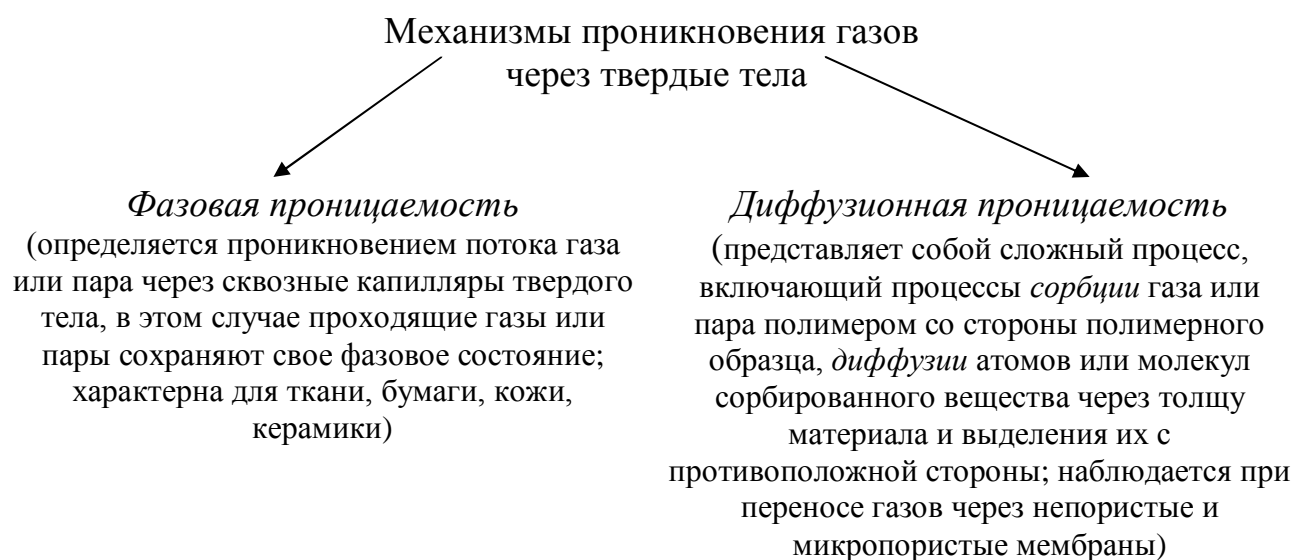 Механизмы проникновения газов
через твердые тела
Фазовая проницаемость
(определяется проникновением потока газа
или пара через сквозные капилляры твердого
тела, в этом случае проходящие газы или
пары сохраняют свое фазовое состояние;
характерна для ткани, бумаги, кожи,
керамики)
Диффузионная проницаемость
(представляет собой сложный процесс,
включающий процессы сорбции газа или
пара полимером со стороны полимерного
образца, диффузии атомов или молекул
сорбированного вещества через толщу
материала и выделения их с
противоположной стороны; наблюдается при
переносе газов через непористые и
микропористые мембраны)